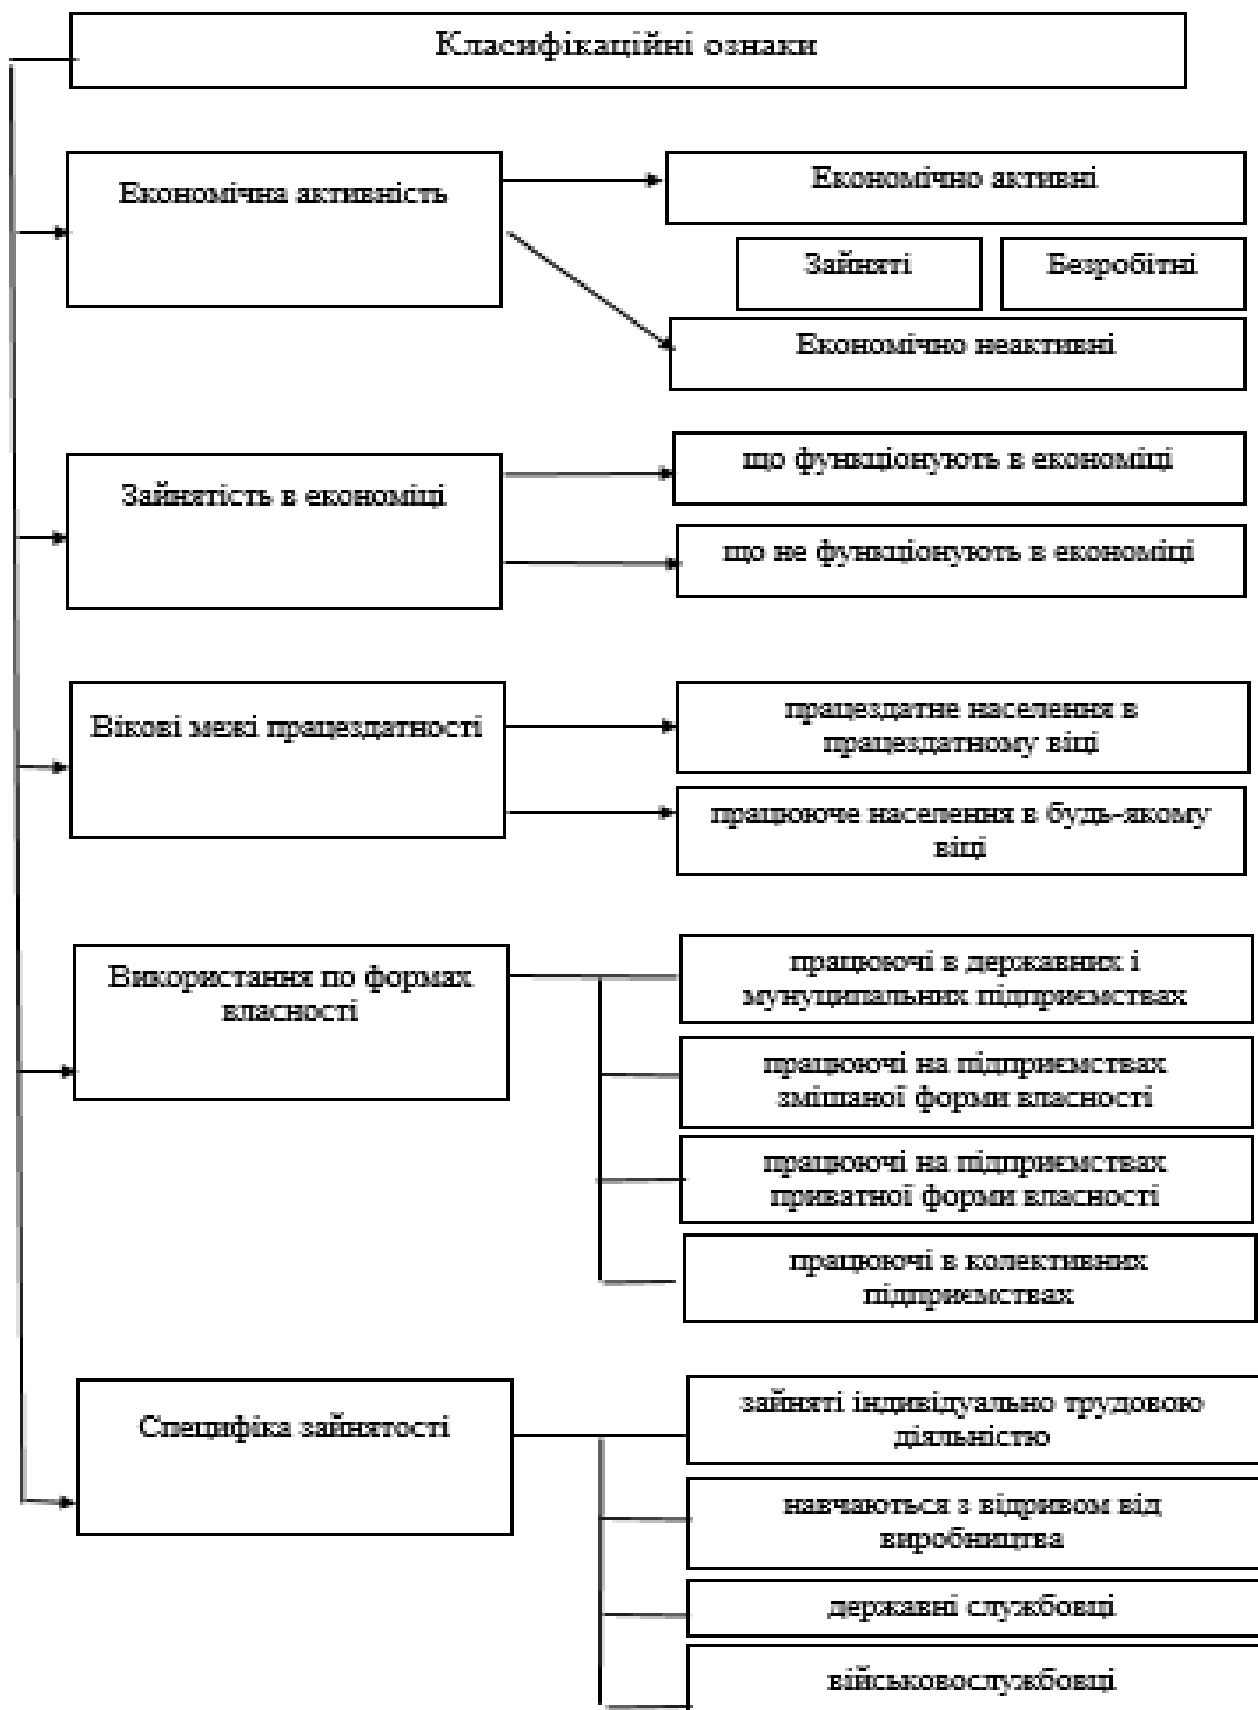 Класифікаційні ознаки
Економічна активність
Економічно активні
Зайняті
Безробітні
Економічно неактивні
Зайнятість в економіці
що функціонують в економіці
що не функціонують в економіці
Вікові межі працездатності
працездатне населення в
працездатному віці
працююче населення в будь-якому
віці
Використання по формах
власності
працюючі в державних і
мунуципальних підприємствах
працюючі на підприємствах
змішаної форми власності
працюючі на підприємствах
приватної форми власності
працюючі в колективних
підприємствах
Специфіка зайнятості
зайняті індивідуально трудовою
діяльністю
навчаються з відривом від
виробництва
державні службовці
військовослужбовці